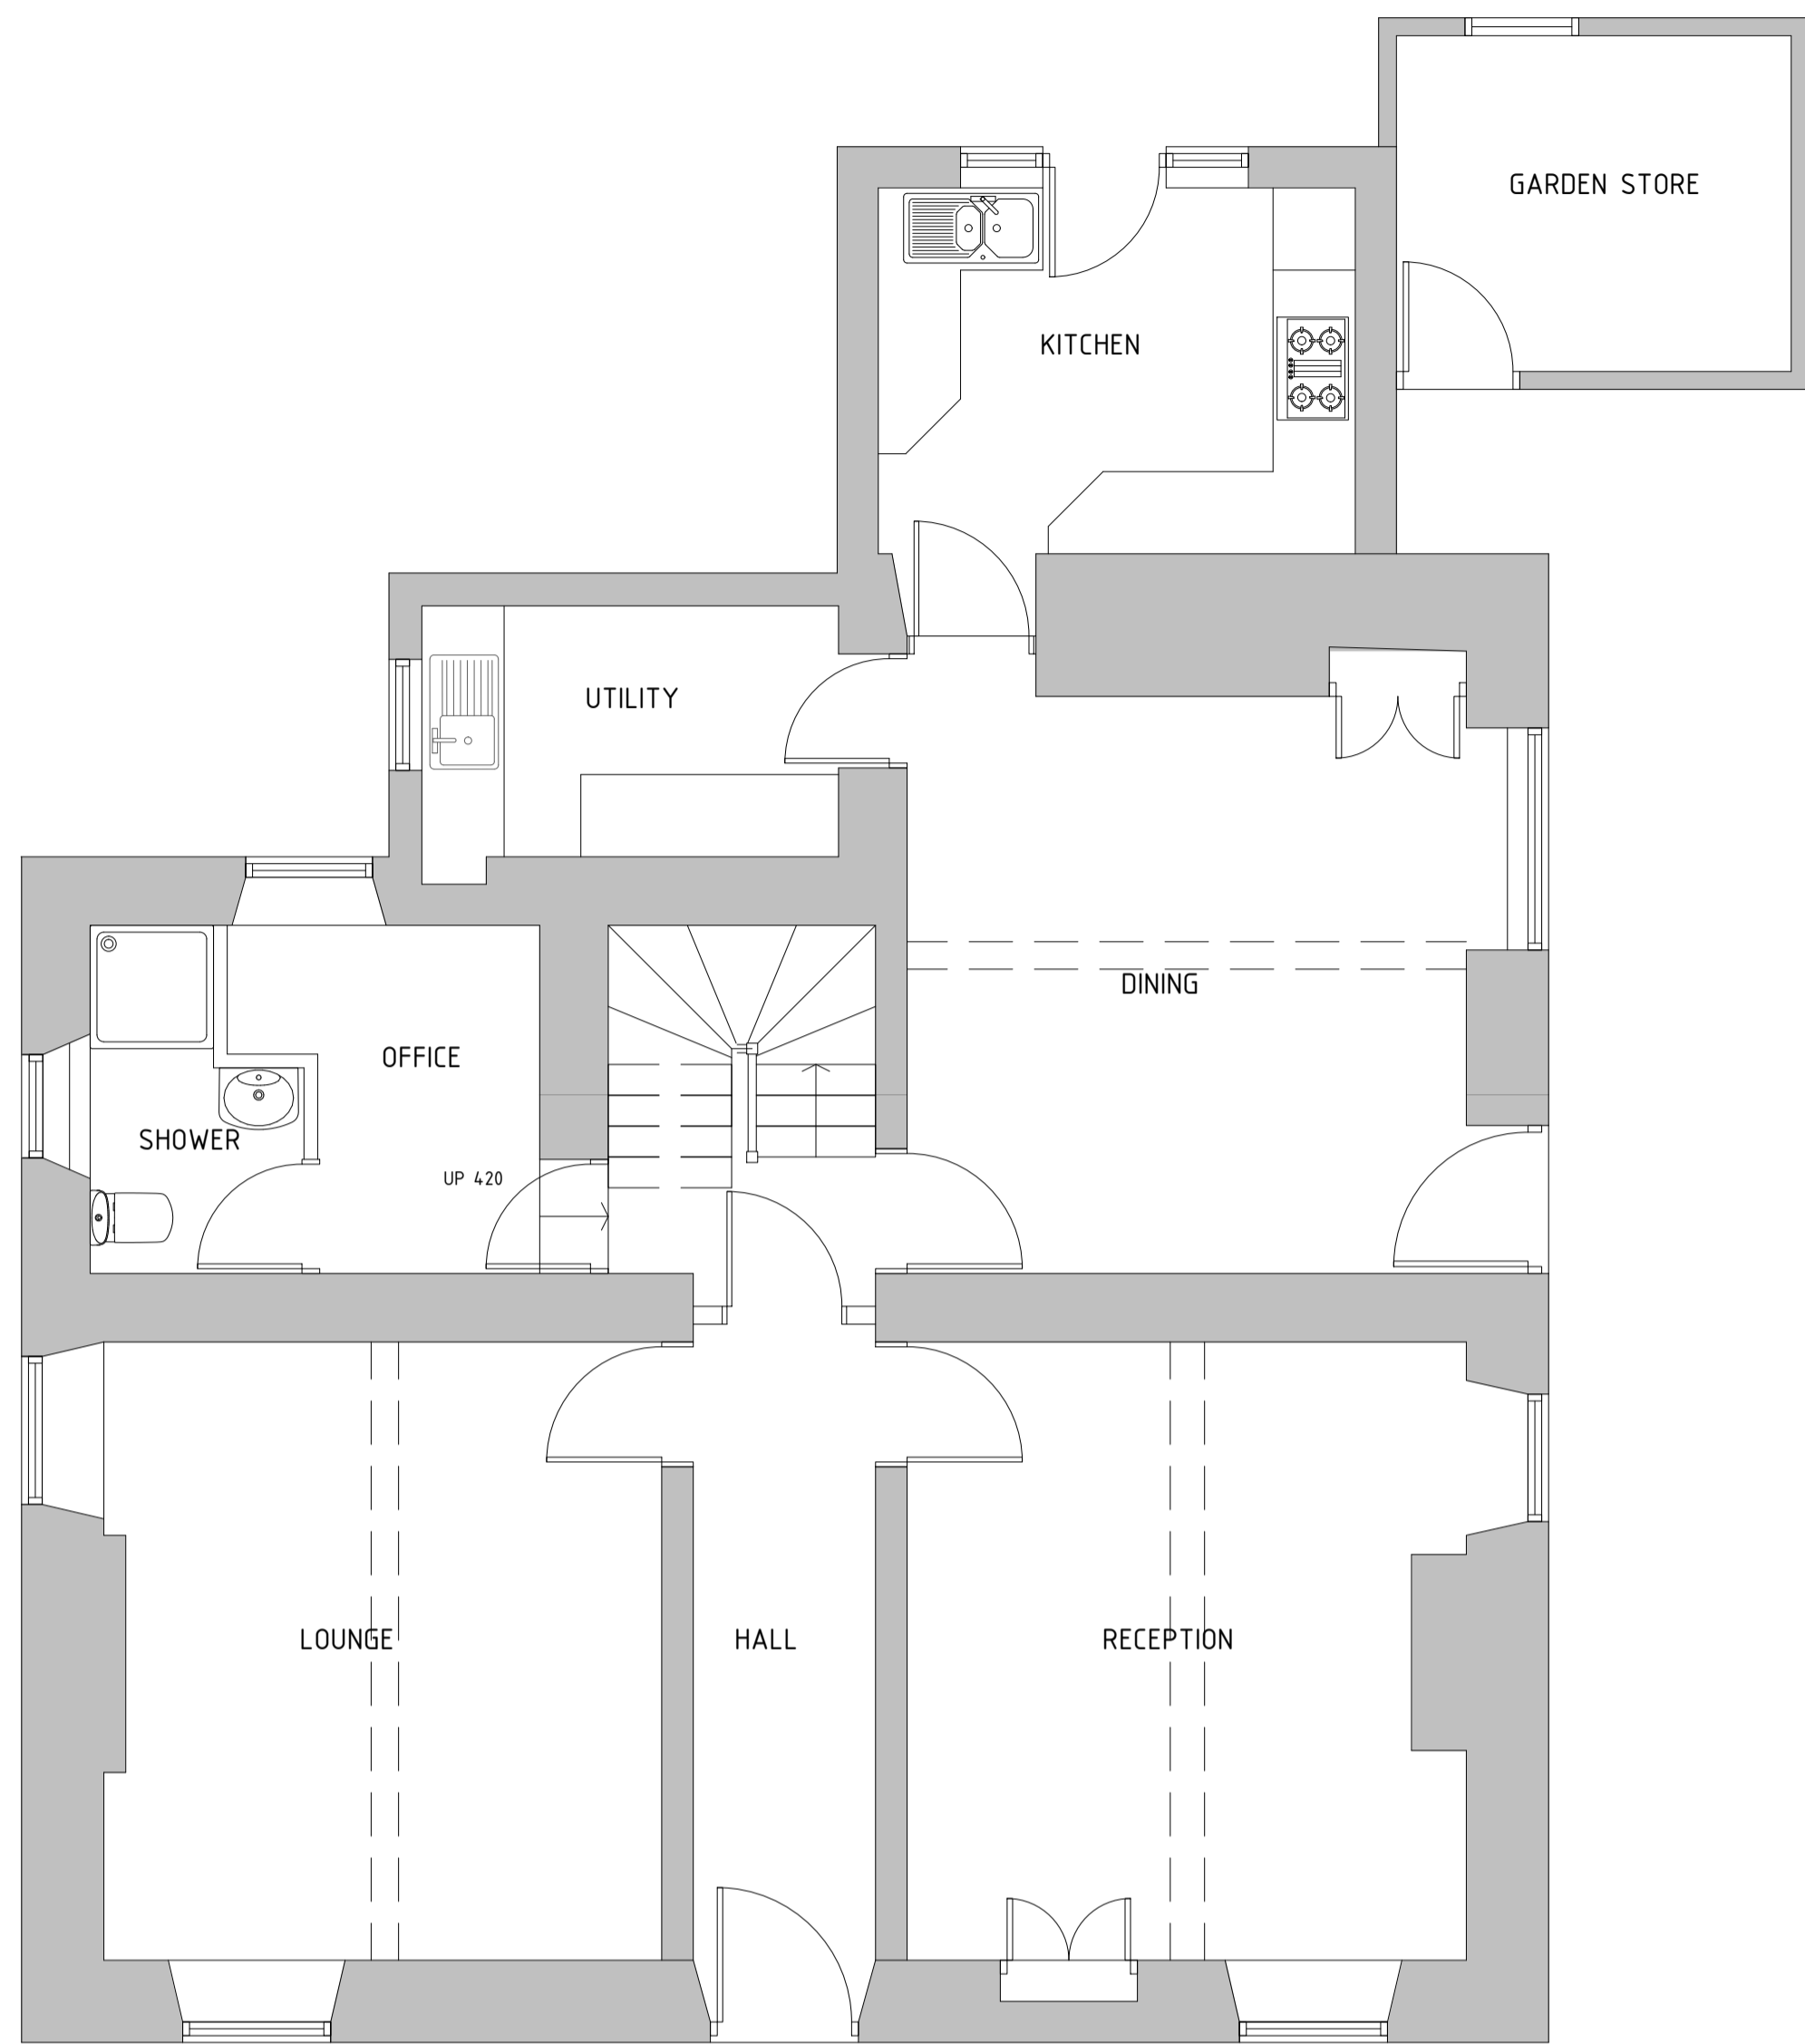 GARDEN STORE
KITCHEN
UTILITY
DINING
OFFICE
SHOWER
UP 420
LOUNGE
HALL
RECEPTION